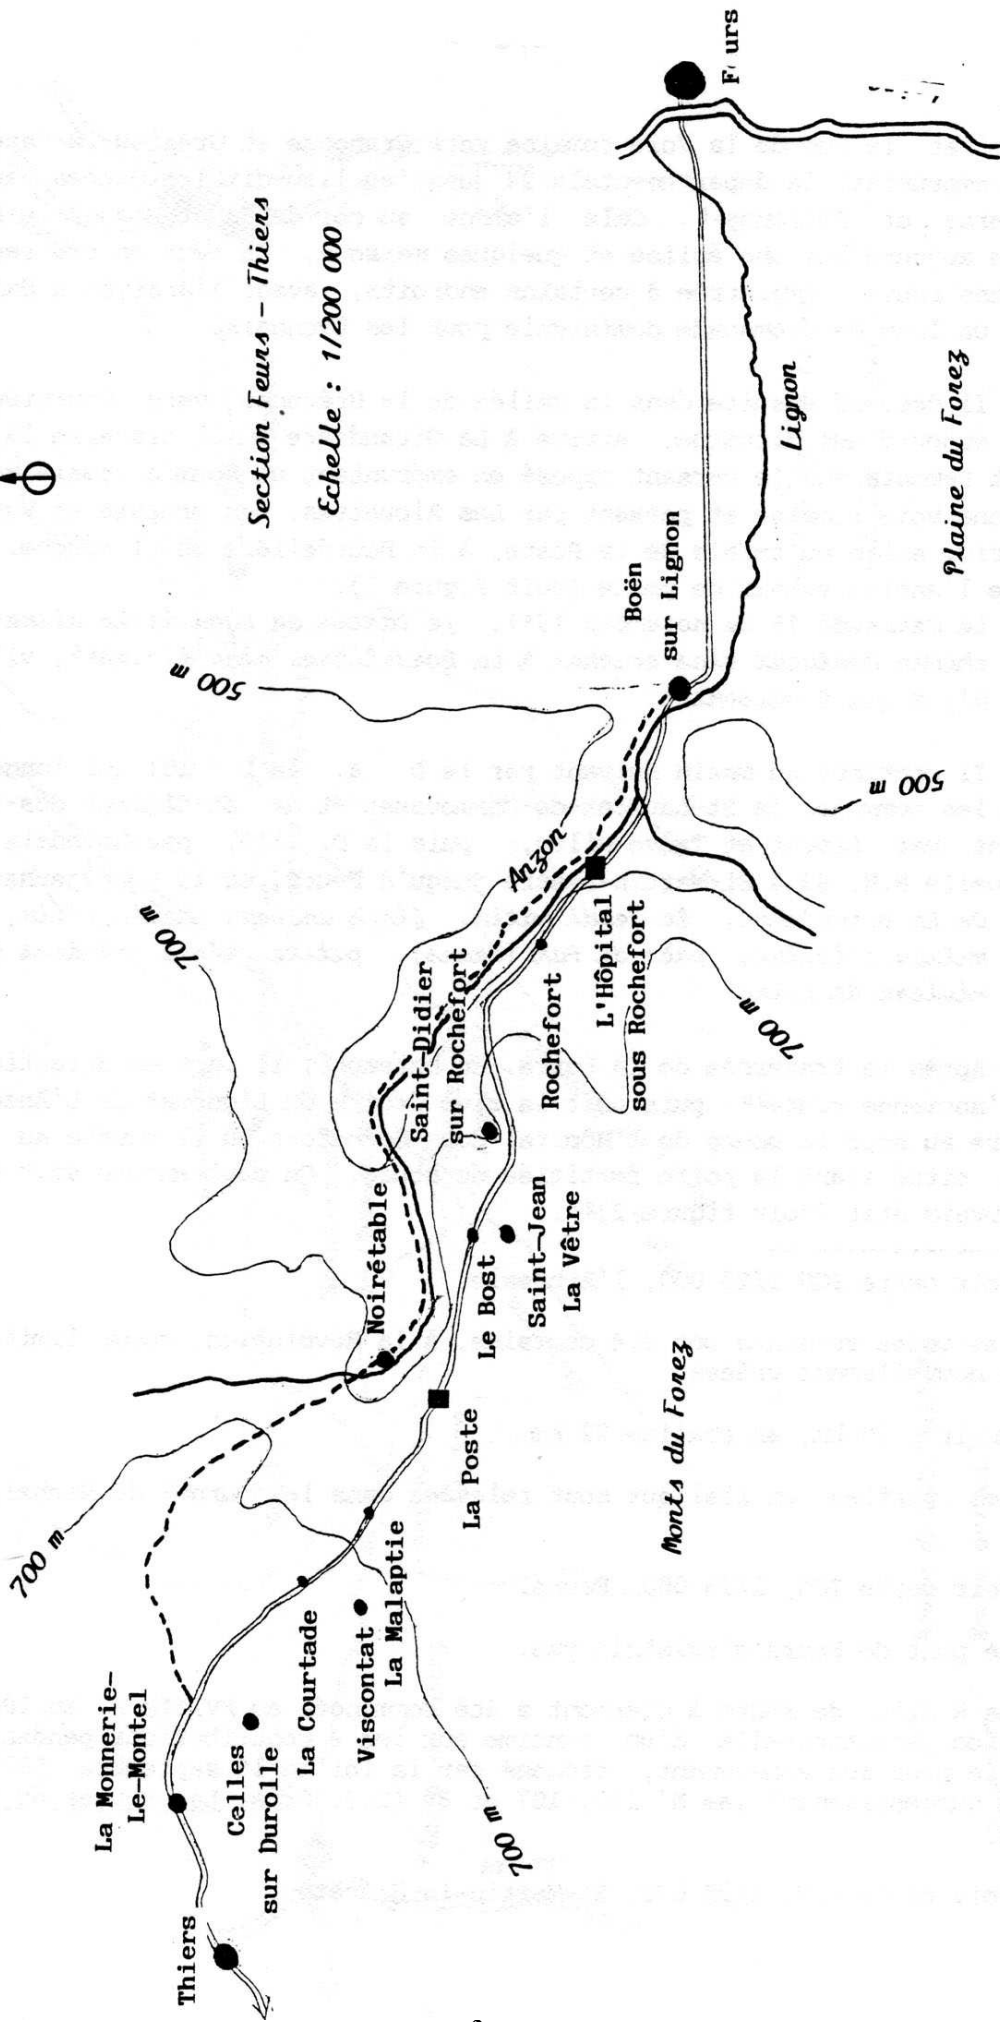 Section Feurs - Thiers
Echelle : 1/200 000
Thiers
La Monnerie-
Le-Montel
Celles
sur Durolle
La Courtade
Viscontat
La Malaptie
700 m
700 m
La Poste
Noirétable
Le Bost
Saint-Jean
La Vêtre
Monts du Forez
700 m
Saint-Didier
sur Rochefort
Rochefort
Anzon
L'Hôpital
sous Rochefort
700 m
500 m
500 m
Boën
sur Lignon
Lignon
Plaine du Forez
F urs